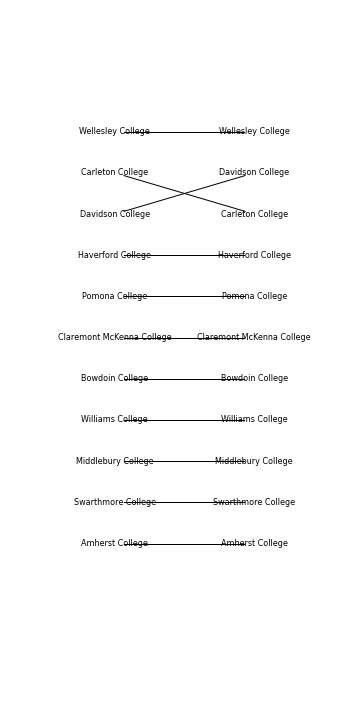 Wellesley College Wellesley College
Carleton College Davidson College
Davidson College Carleton College
Haverford College Haverford College
Pomona College Pomona College
Claremont McKenna College Claremont McKenna College
Bowdoin College Bowdoin College
Williams College Williams College
Middlebury College Middlebury College
Swarthmore College Swarthmore College
Amherst College Amherst College